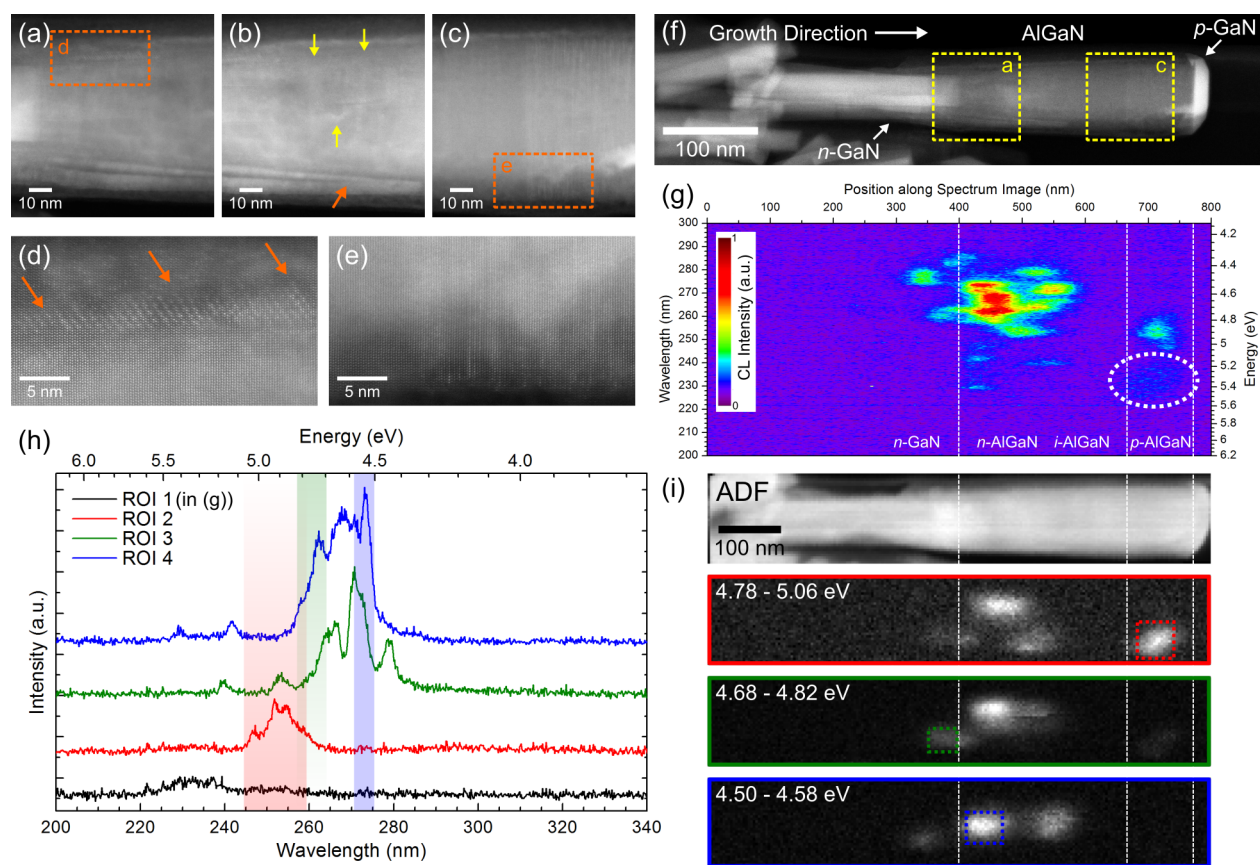 (a)
d
10 nm
(b)
10 nm
(c)
e
10 nm
(d)
5 nm
(e)
5 nm
(f)
Growth Direction
AlGaN
p-GaN
a
c
100 nm
n-GaN
(g)
Position along Spectrum Image (nm)
0 100 200 300 400 500 600 700 800
Wavelength (nm)
300
290
280
270
260
250
240
230
220
210
200
CL Intensity (a.u.)
1
0
Energy (eV)
4.2
4.4
4.6
4.8
5
5.2
5.4
5.6
5.8
6
6.2
n-GaN
n-AlGaN
i-AlGaN
p-AlGaN
(h)
Energy (eV)
6.0 5.5 5.0 4.5 4.0
ROI 1 (in (g))
ROI 2
ROI 3
ROI 4
Intensity (a.u.)
200 220 240 260 280 300 320 340
Wavelength (nm)
(i)
ADF
100 nm
4.78 - 5.06 eV
4.68 - 4.82 eV
4.50 - 4.58 eV